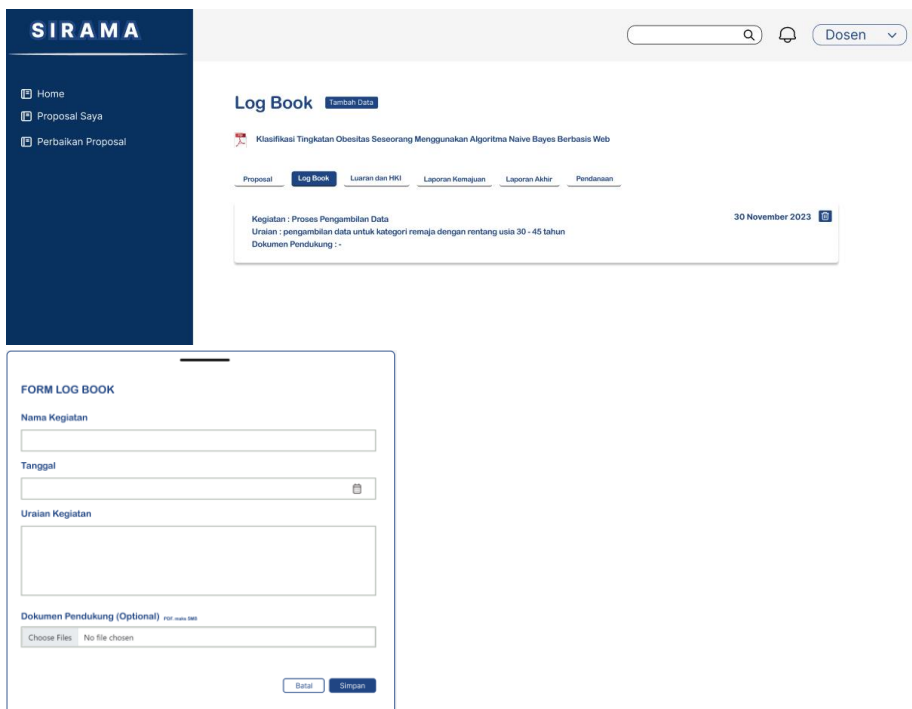 SIRAMA
Dosen
Home
Proposal Saya
Perbaikan Proposal
Log Book Tambah Data
Klasifikasi Tingkatan Obesitas Seseorang Menggunakan Algoritma Naive Bayes Berbasis Web
Proposal Log Book Luaran dan HKI Laporan Kemajuan Laporan Akhir Pendanaan
Kegiatan : Proses Pengambilan Data 30 November 2023
Uraian : pengambilan data untuk kategori remaja dengan rentang usia 30 - 45 tahun
Dokumen Pendukung : -
FORM LOG BOOK
Nama Kegiatan
Tanggal
Uraian Kegiatan
Dokumen Pendukung (Optional) PDF maks 5MB
Choose Files No file chosen
Batal Simpan